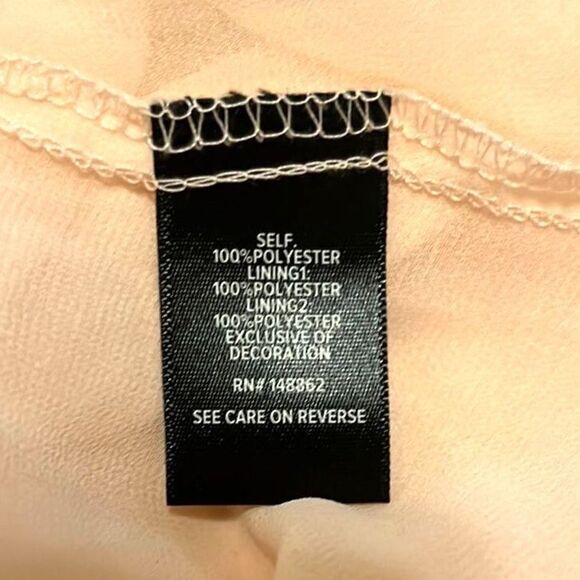 SELF.
100%POLYESTER
LINING1:
100%POLYESTER
LINING2:
100%POLYESTER
EXCLUSIVE OF
DECORATION
RN# 148862
SEE CARE ON REVERSE